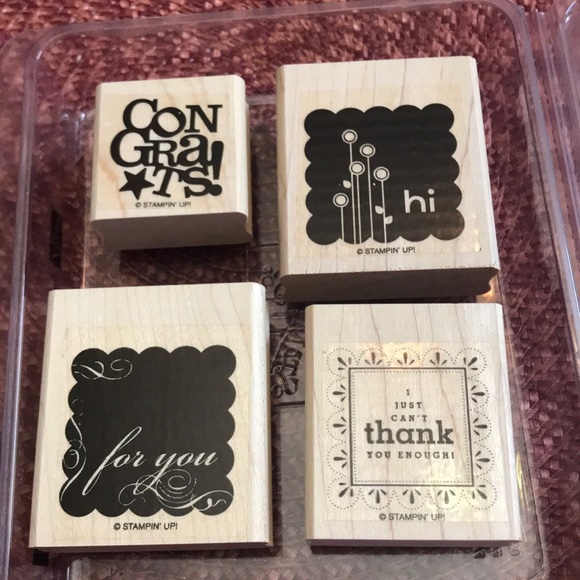 CON
GRA
TS!
© STAMPIN' UP!
hi
© STAMPIN' UP!
for you
© STAMPIN' UP!
I
JUST
CAN'T
thank
YOU ENOUGH!
© STAMPIN' UP!